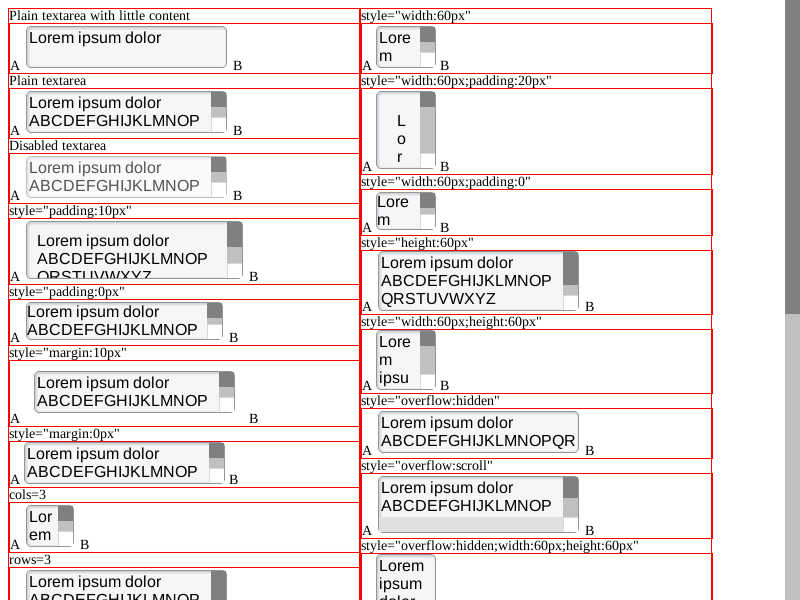 Plain textarea with little content
Lorem ipsum dolor
A B
Plain textarea
Lorem ipsum dolor
ABCDEFGHIJKLMNOP
A B
Disabled textarea
Lorem ipsum dolor
ABCDEFGHIJKLMNOP
A B
style="padding:10px"
Lorem ipsum dolor
ABCDEFGHIJKLMNOP
QRSTUVWXYZ
A B
style="padding:0px"
Lorem ipsum dolor
ABCDEFGHIJKLMNOP
A B
style="margin:10px"
Lorem ipsum dolor
ABCDEFGHIJKLMNOP
A B
style="margin:0px"
Lorem ipsum dolor
ABCDEFGHIJKLMNOP
A B
cols=3
Lor
em
A B
rows=3
Lorem ipsum dolor
ABCDEFGHIJKLMNOP
style="width:60px"
Lore
m
A B
style="width:60px;padding:20px"
L
o
r
A B
style="width:60px;padding:0"
Lore
m
A B
style="height:60px"
Lorem ipsum dolor
ABCDEFGHIJKLMNOP
QRSTUVWXYZ
A B
style="width:60px;height:60px"
Lore
m
ipsu
A B
style="overflow:hidden"
Lorem ipsum dolor
ABCDEFGHIJKLMNOPQR
A B
style="overflow:scroll"
Lorem ipsum dolor
ABCDEFGHIJKLMNOP
A B
style="overflow:hidden;width:60px;height:60px"
Lorem
ipsum
dolor